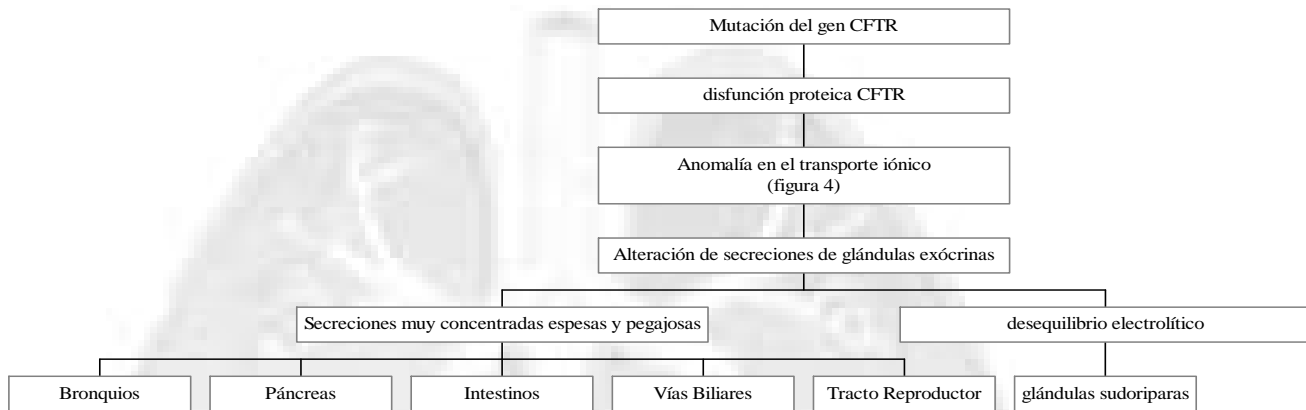 Mutación del gen CFTR
disfunción proteica CFTR
Anomalía en el transporte iónico
(figura 4)
Alteración de secreciones de glándulas exócrinas
Secreciones muy concentradas espesas y pegajosas
desequilibrio electrolítico
Bronquios
Páncreas
Intestinos
Vías Biliares
Tracto Reproductor
glándulas sudoriparas